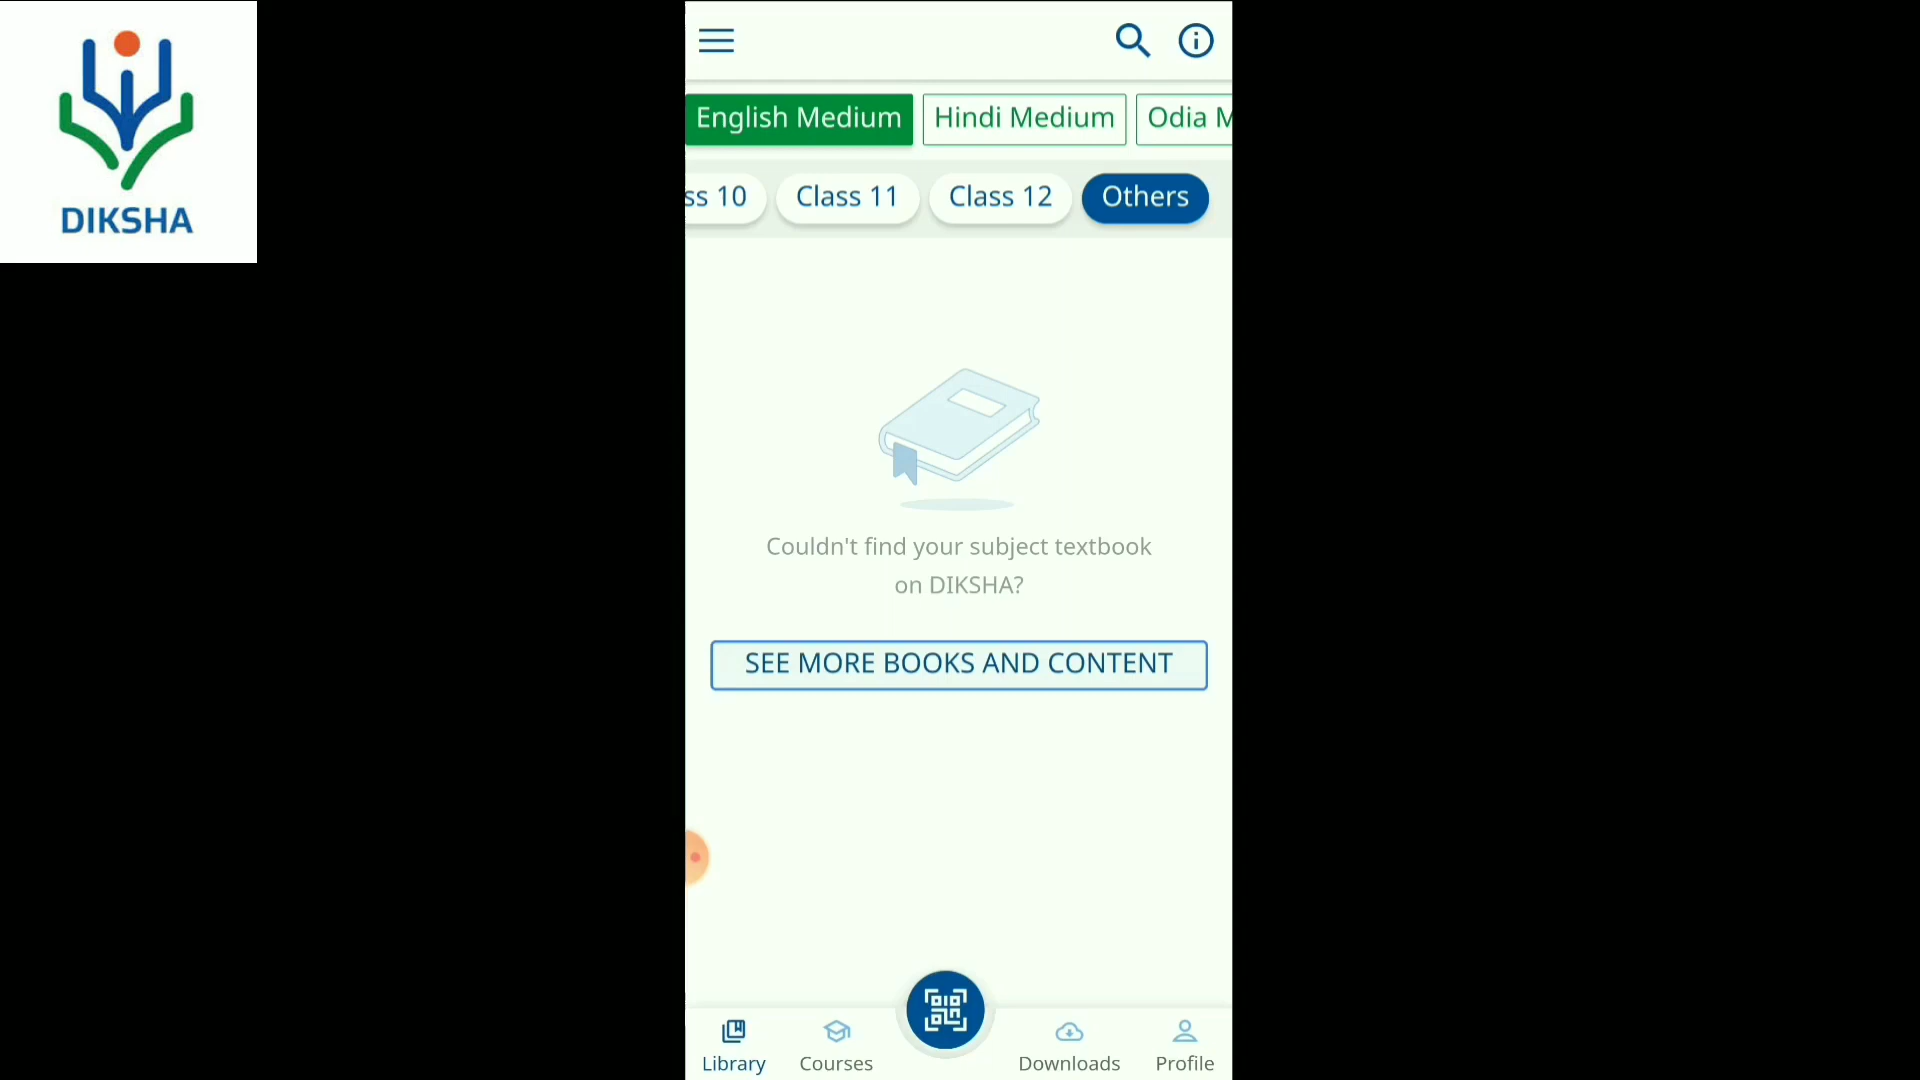 DIKSHA
English Medium
Hindi Medium
Odia M
ss 10
Class 11
Class 12
Others
Couldn't find your subject textbook
on DIKSHA?
SEE MORE BOOKS AND CONTENT
Library
Courses
Downloads
Profile